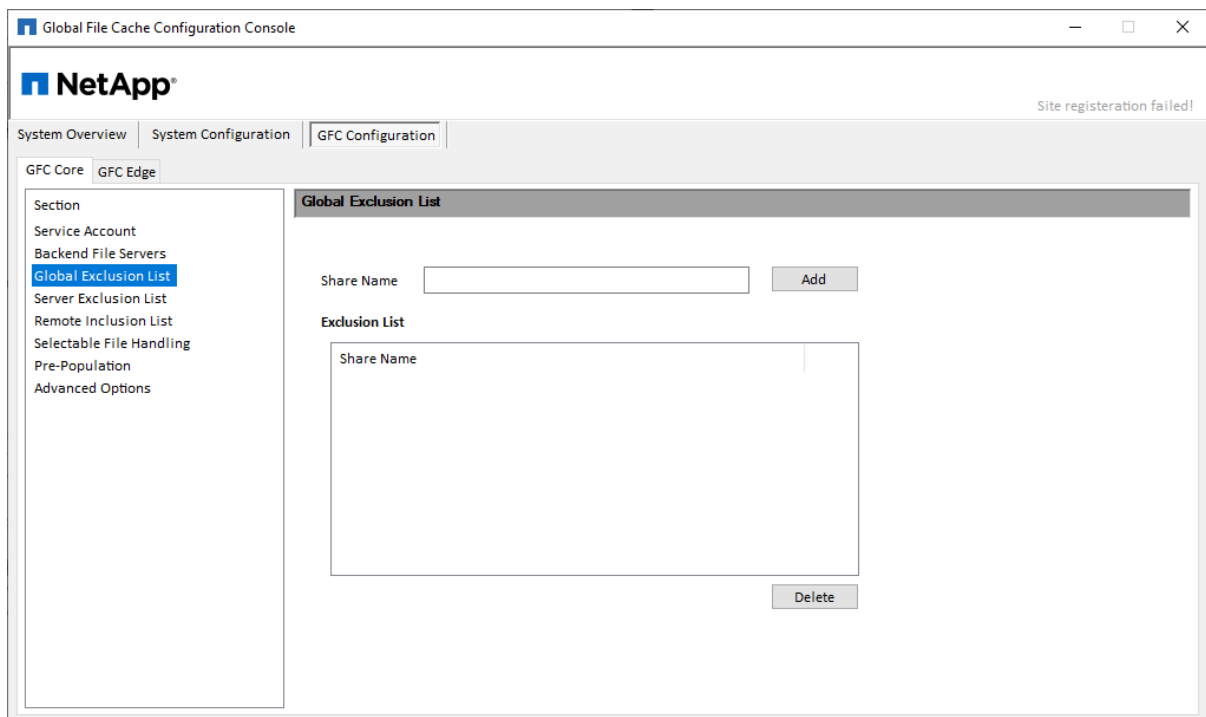 Global File Cache Configuration Console
NetApp®
Site registeration failed!
System Overview
System Configuration
GFC Configuration
GFC Core
GFC Edge
Section
Service Account
Backend File Servers
Global Exclusion List
Server Exclusion List
Remote Inclusion List
Selectable File Handling
Pre-Population
Advanced Options
Global Exclusion List
Share Name
Add
Exclusion List
Share Name
Delete